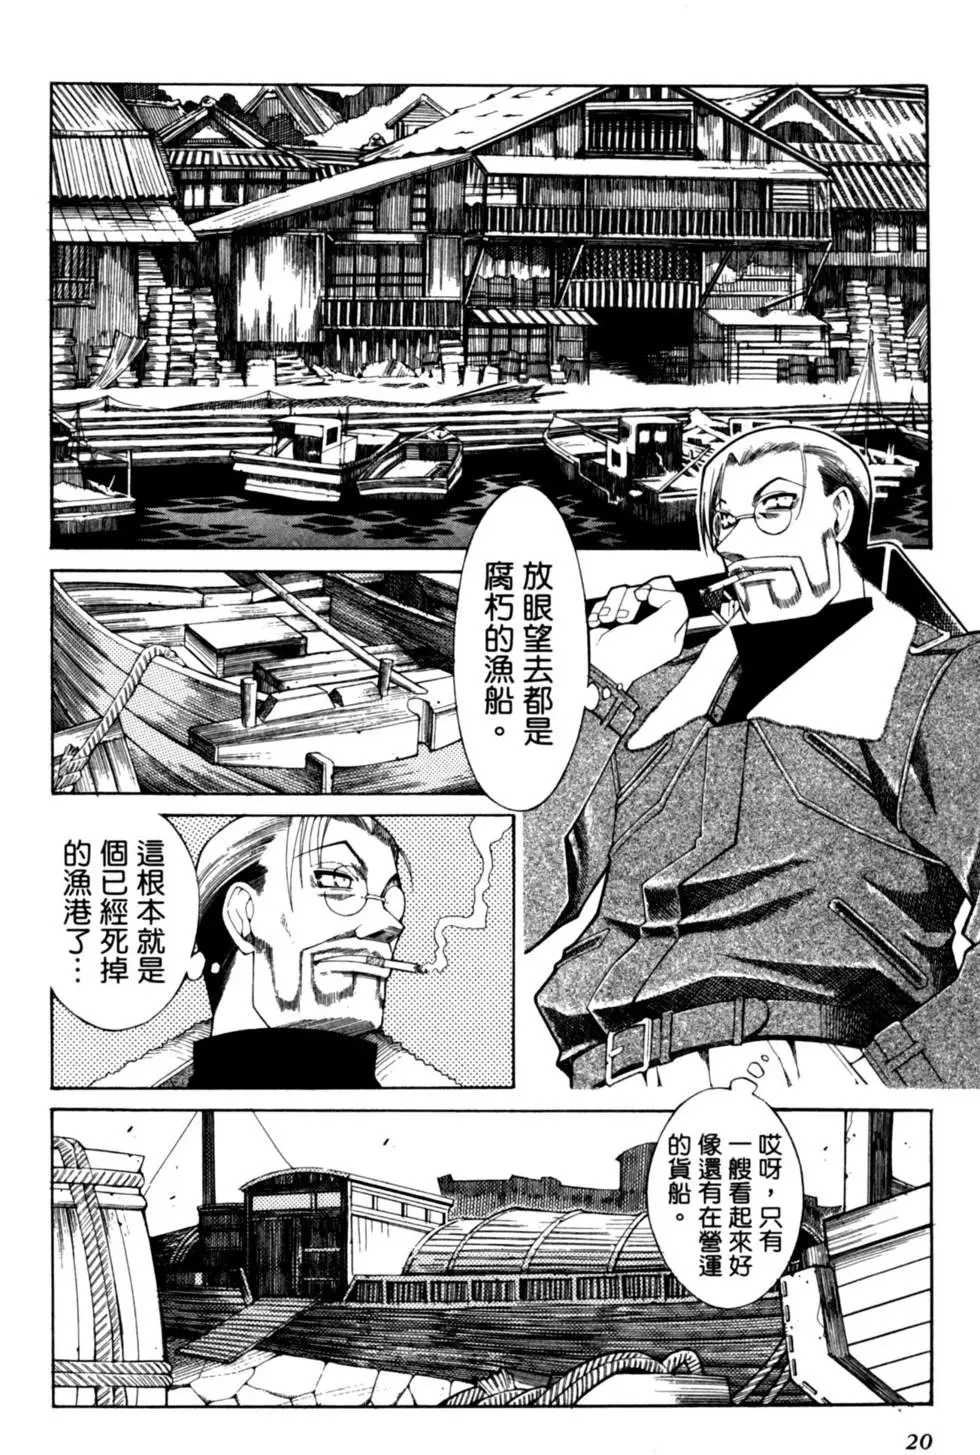 放眼望去都是
腐朽的漁船。
這根本就是
個已經死掉
的漁港了…
哎呀，只有
一艘看起來好
像還有在營運
的貨船。
20